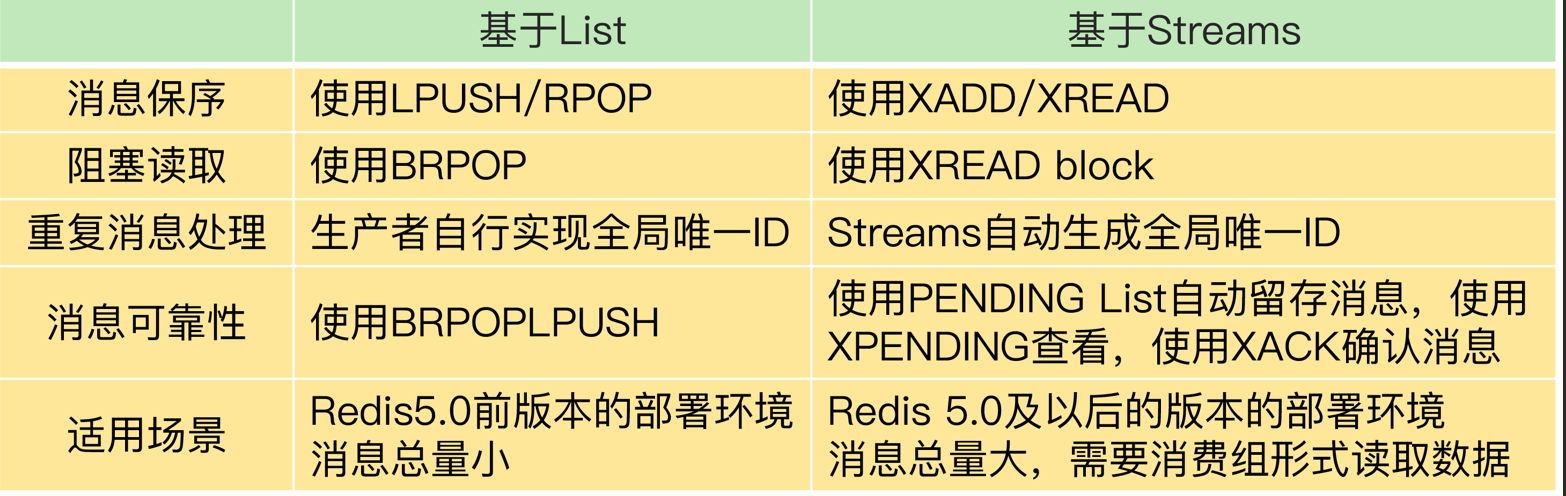 基于List
基于Streams
消息保序
使用LPUSH/RPOP
使用XADD/XREAD
阻塞读取
使用BRPOP
使用XREAD block
重复消息处理
生产者自行实现全局唯一ID
Streams自动生成全局唯一ID
消息可靠性
使用BRPOPLPUSH
使用PENDING List自动留存消息，使用
XPENDING查看，使用XACK确认消息
适用场景
Redis5.0前版本的部署环境
消息总量小
Redis 5.0及以后的版本的部署环境
消息总量大，需要消费组形式读取数据